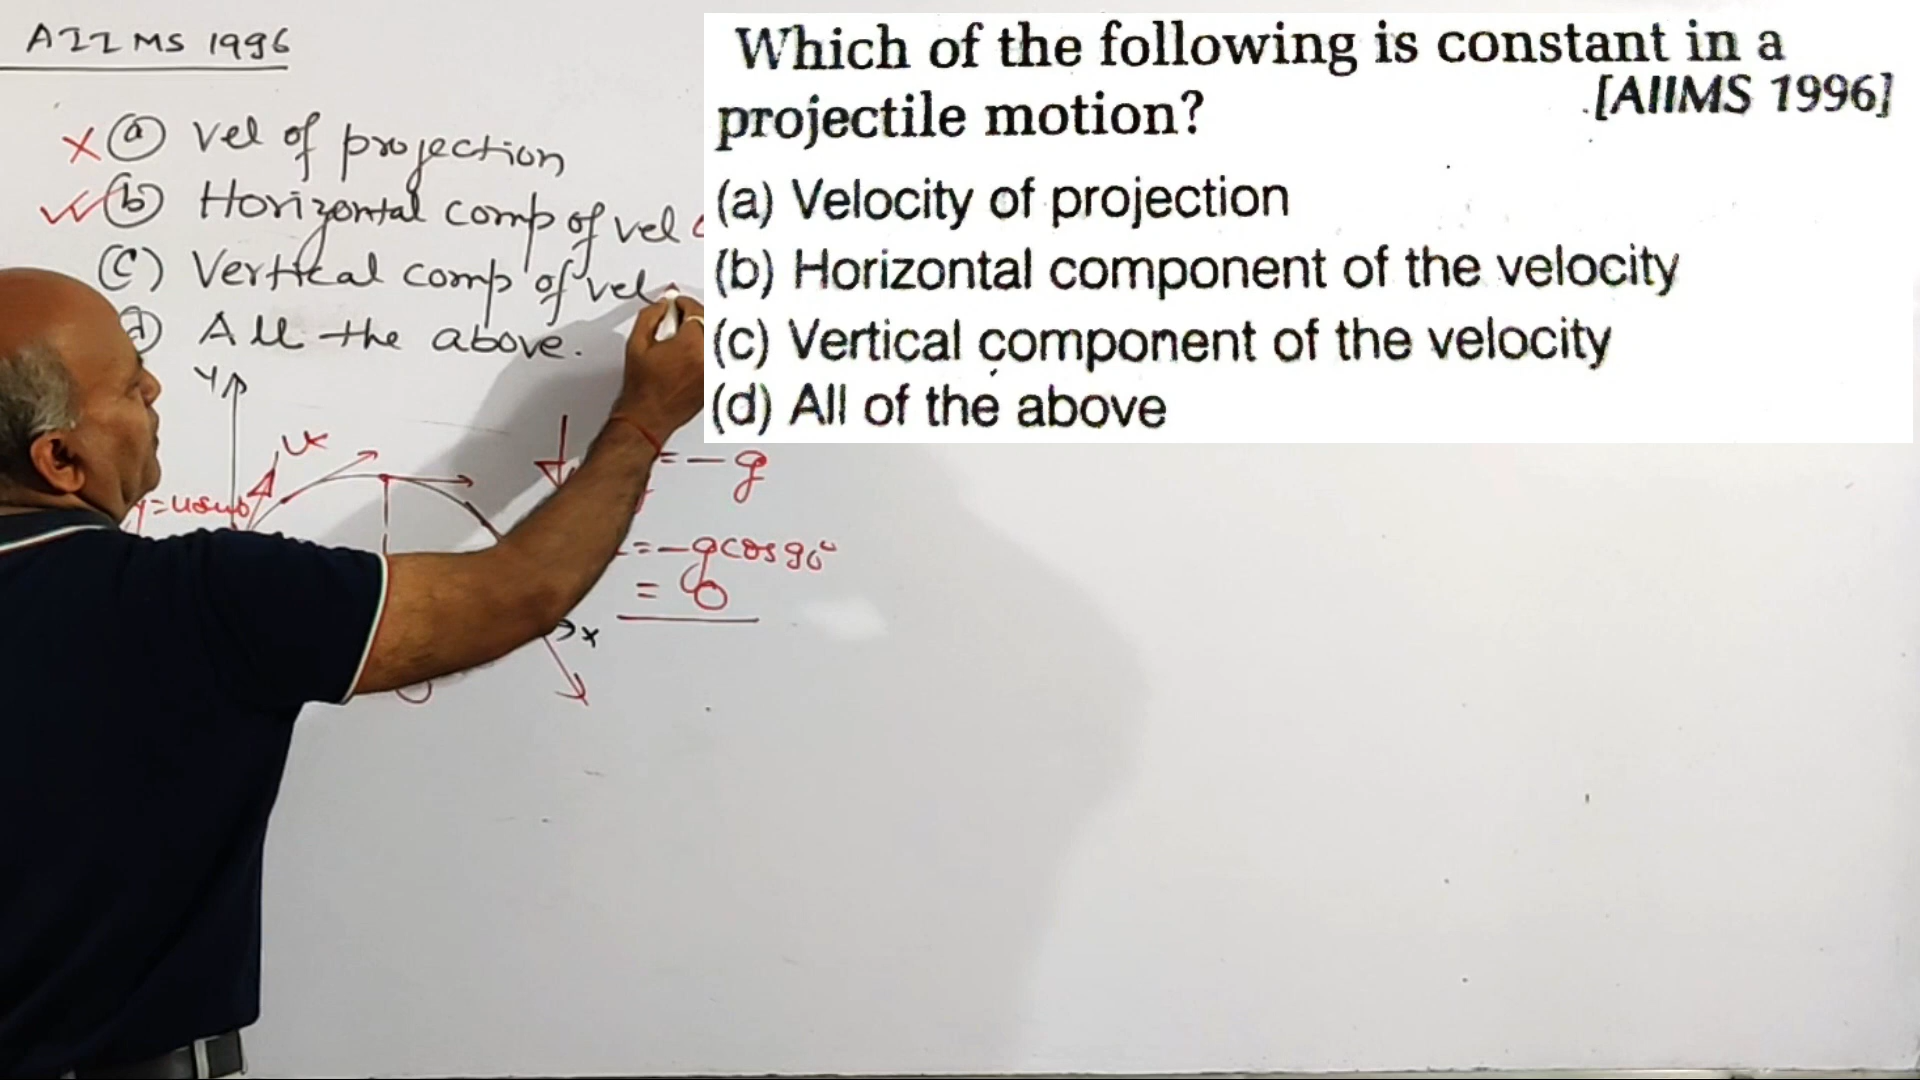 AIIMS 1996
(a) Vel of projection
(b) Horizontal comp of vel
(c) Vertical comp of vel
(d) All the above.
Y
u
y = u sinθ
x
= -g
= -g cos 90°
= 0
Which of the following is constant in a
projectile motion? [AIIMS 1996]
(a) Velocity of projection
(b) Horizontal component of the velocity
(c) Vertical component of the velocity
(d) All of the above